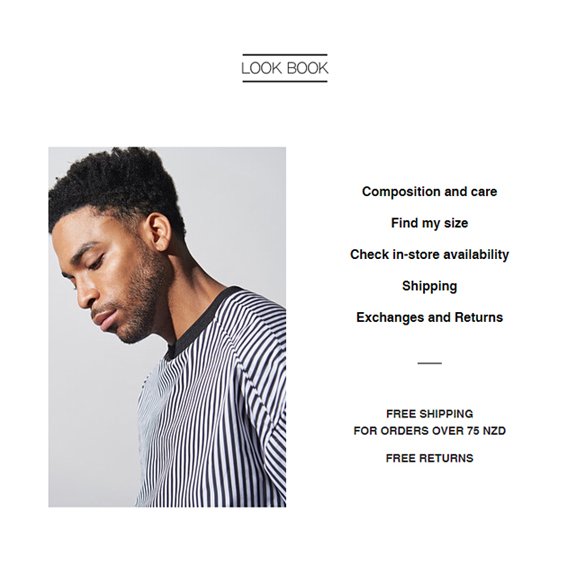 LOOK BOOK
Composition and care
Find my size
Check in-store availability
Shipping
Exchanges and Returns
FREE SHIPPING
FOR ORDERS OVER 75 NZD
FREE RETURNS